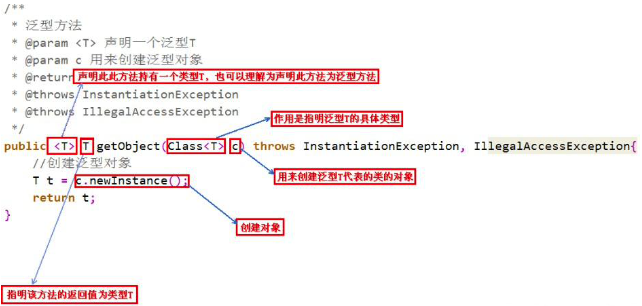 /**
* 泛型方法
* @param <T> 声明一个泛型T
* @param c 用来创建泛型对象
* @return
声明此此方法持有一个类型T，也可以理解为声明此方法为泛型方法
* @throws InstantiationException
* @throws IllegalAccessException
作用是指明泛型T的具体类型
*/
public <T> T getObject(Class<T> c) throws InstantiationException, IllegalAccessException{
//创建泛型对象
用来创建泛型T代表的类的对象
T t = c.newInstance();
return t;
}
创建对象
指明该方法的返回值为类型T